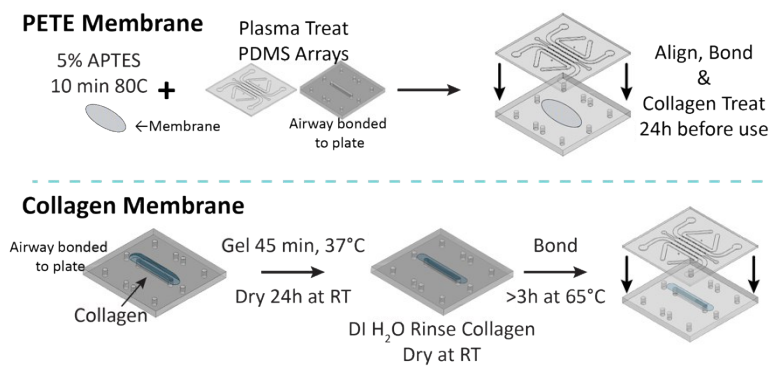 PETE Membrane
5% APTES
10 min 80C
+
←Membrane
Plasma Treat
PDMS Arrays
Airway bonded
to plate
Align, Bond
&
Collagen Treat
24h before use
Collagen Membrane
Airway bonded
to plate
Collagen
Gel 45 min, 37°C
Dry 24h at RT
DI H₂O Rinse Collagen
Dry at RT
Bond
>3h at 65°C